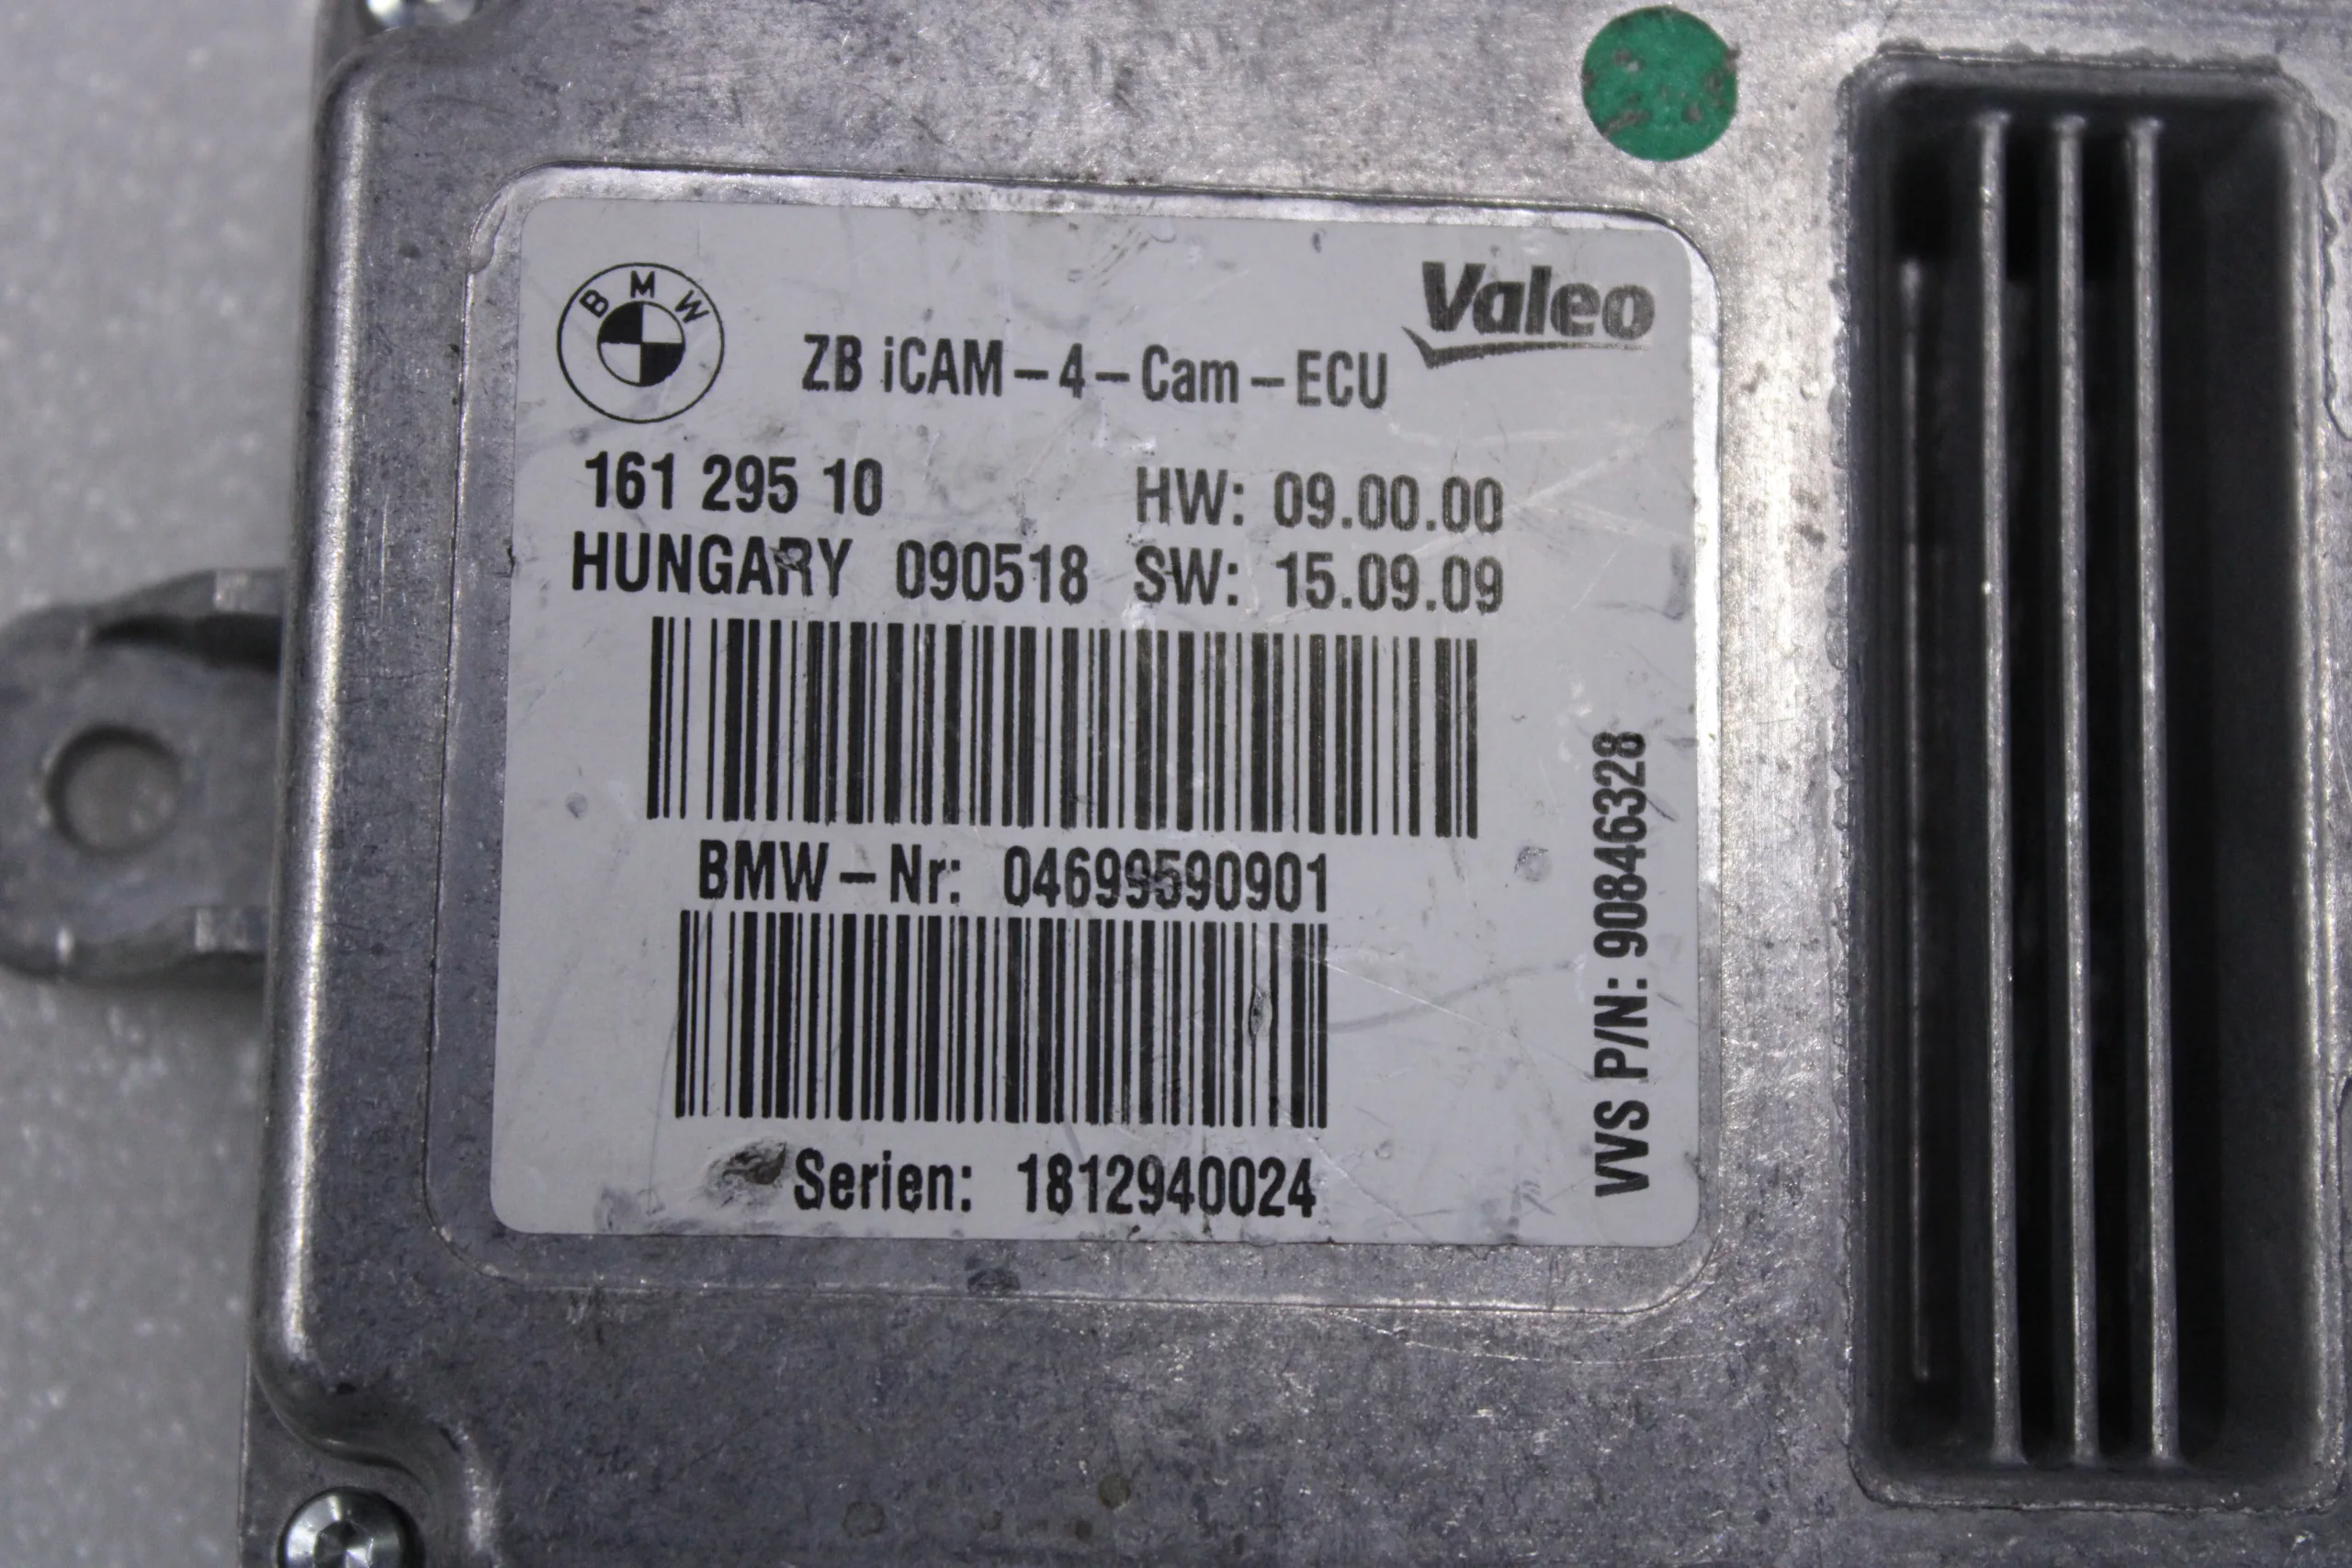 BMW
Valeo
ZB iCAM-4-Cam-ECU
161 295 10 HW: 09.00.00
HUNGARY 090518 SW: 15.09.09
BMW-Nr: 04699590901
Serien: 1812940024
VVS P/N: 90846328